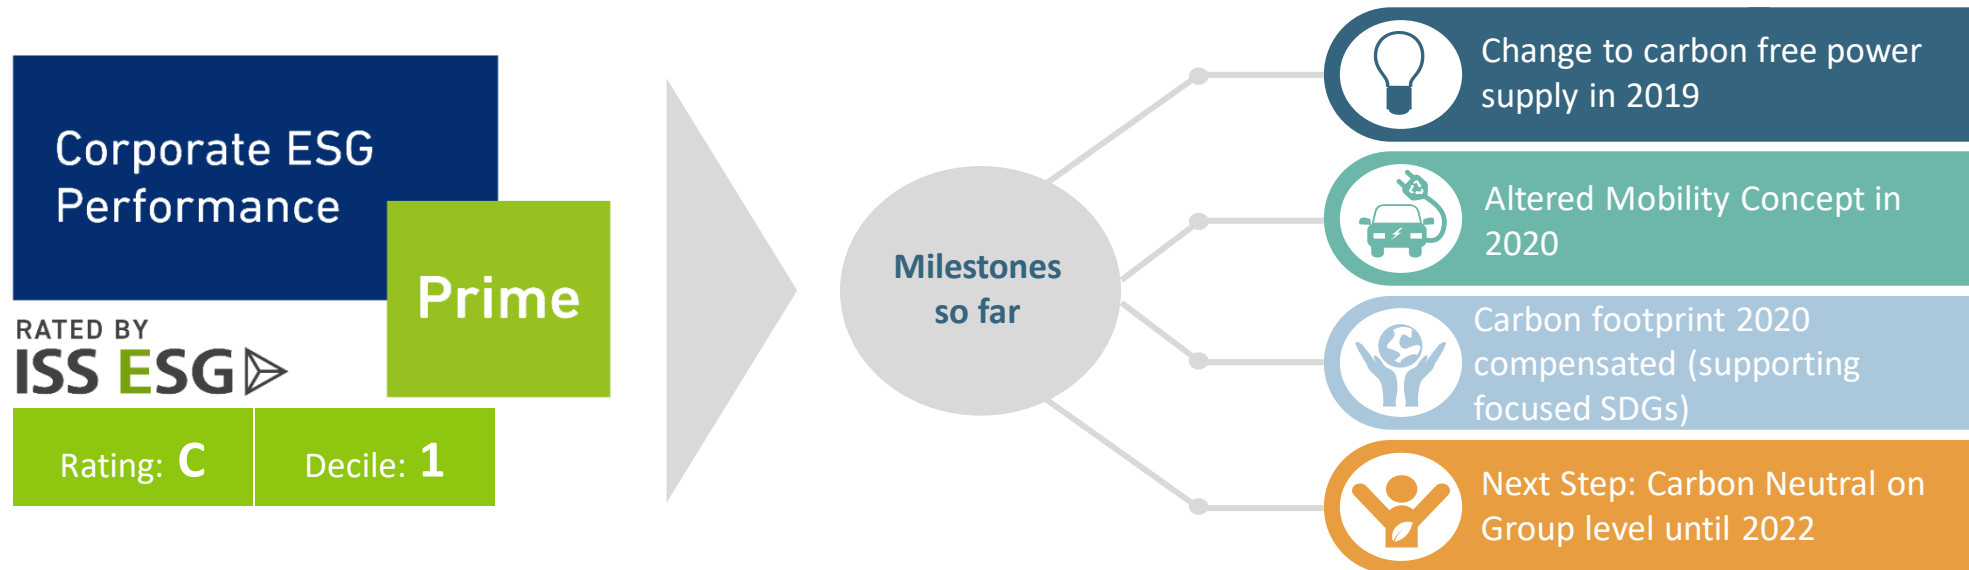 Corporate ESG
Performance
Prime
RATED BY
ISS ESG
Rating: C
Decile: 1
Milestones
so far
Change to carbon free power
supply in 2019
Altered Mobility Concept in
2020
Carbon footprint 2020
compensated (supporting
focused SDGs)
Next Step: Carbon Neutral on
Group level until 2022